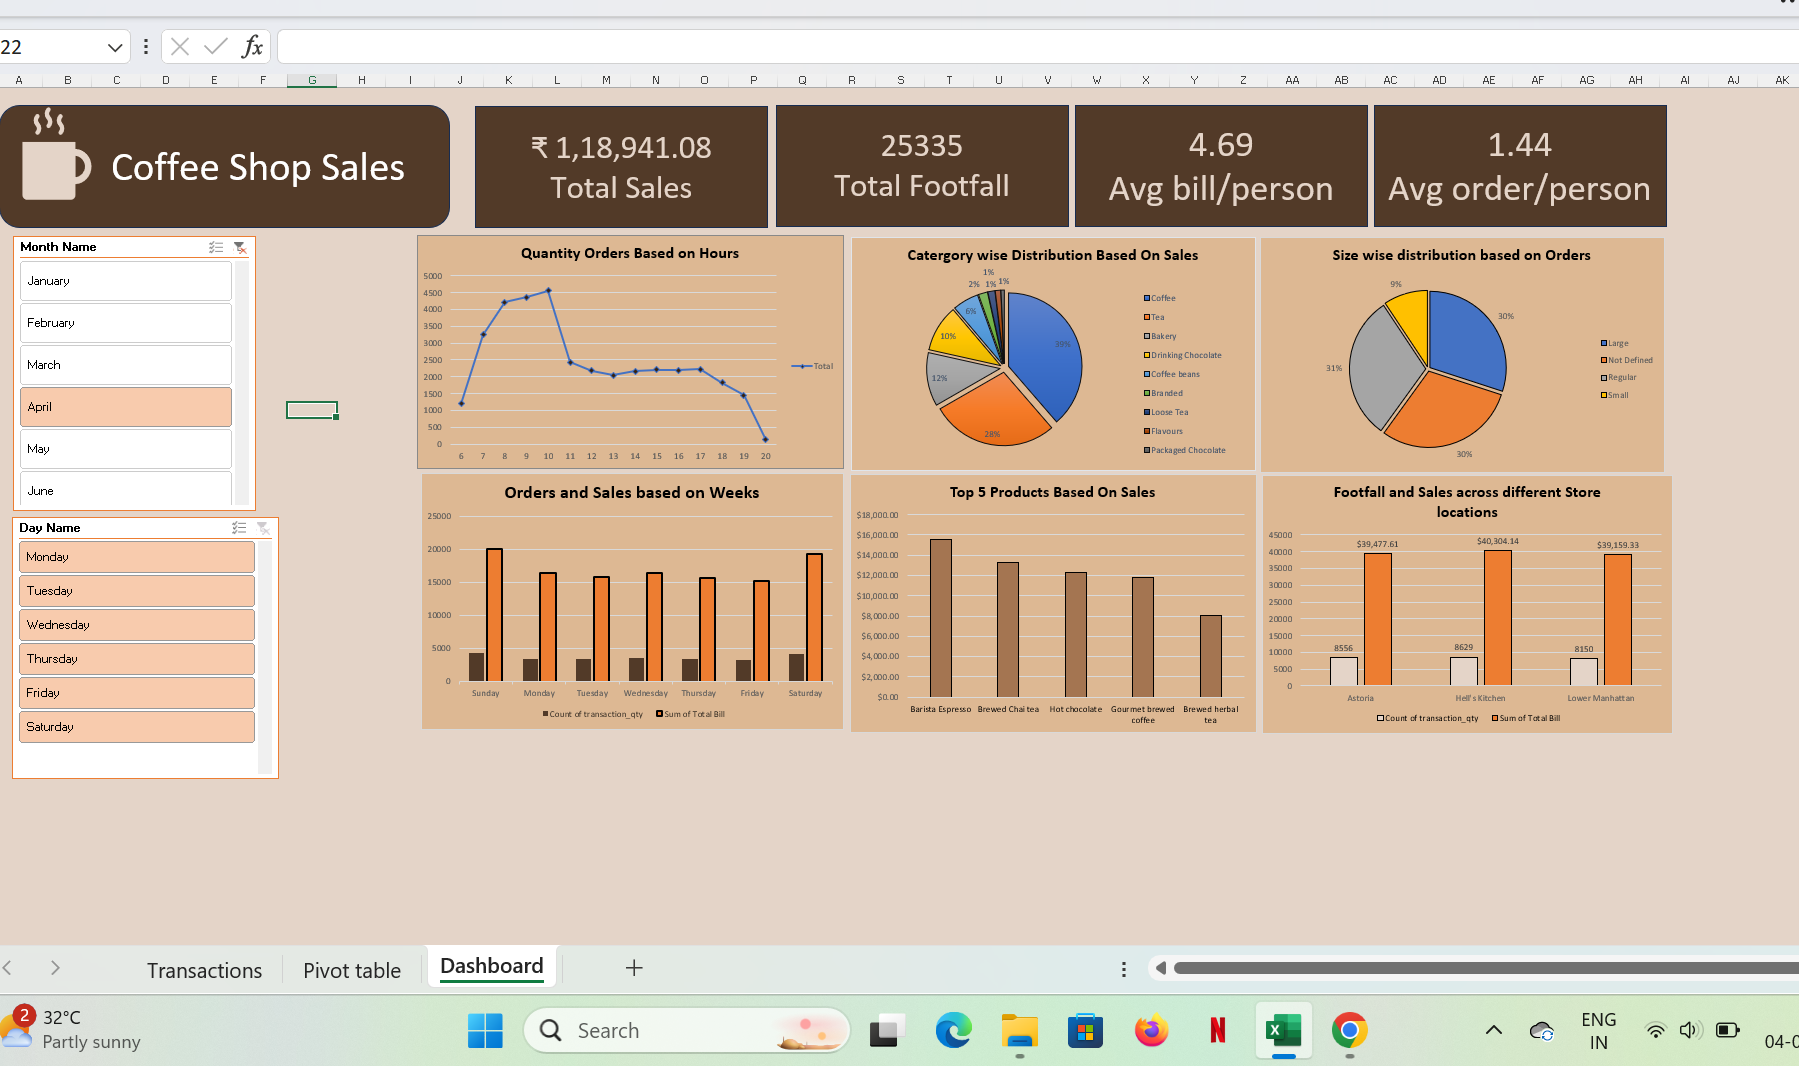 22
fx
A B C D E F G H I J K L M N O P Q R S T U V W X Y Z AA AB AC AD AE AF AG AH AI AJ AK
Coffee Shop Sales
₹ 1,18,941.08
Total Sales
25335
Total Footfall
4.69
Avg bill/person
1.44
Avg order/person
Month Name
January
February
March
April
May
June
Day Name
Monday
Tuesday
Wednesday
Thursday
Friday
Saturday
Quantity Orders Based on Hours
5000
4500
4000
3500
3000
2500
2000
1500
1000
500
0
6 7 8 9 10 11 12 13 14 15 16 17 18 19 20
Total
Catergory wise Distribution Based On Sales
1%
2% 1% 1%
6%
10%
12%
28%
39%
Coffee
Tea
Bakery
Drinking Chocolate
Coffee beans
Branded
Loose Tea
Flavours
Packaged Chocolate
Size wise distribution based on Orders
9%
30%
31%
30%
Large
Not Defined
Regular
Small
Orders and Sales based on Weeks
25000
20000
15000
10000
5000
0
Sunday Monday Tuesday Wednesday Thursday Friday Saturday
Count of transaction_qty Sum of Total Bill
Top 5 Products Based On Sales
$18,000.00
$16,000.00
$14,000.00
$12,000.00
$10,000.00
$8,000.00
$6,000.00
$4,000.00
$2,000.00
$0.00
Barista Espresso Brewed Chai tea Hot chocolate Gourmet brewed coffee Brewed herbal tea
Footfall and Sales across different Store
locations
45000
40000
35000
30000
25000
20000
15000
10000
5000
0
$39,477.61
$40,304.14
$39,159.33
8556
8629
8150
Astoria Hell's Kitchen Lower Manhattan
Count of transaction_qty Sum of Total Bill
Transactions Pivot table Dashboard
2
32°C
Partly sunny
Search
N
X
ENG
IN
04-0